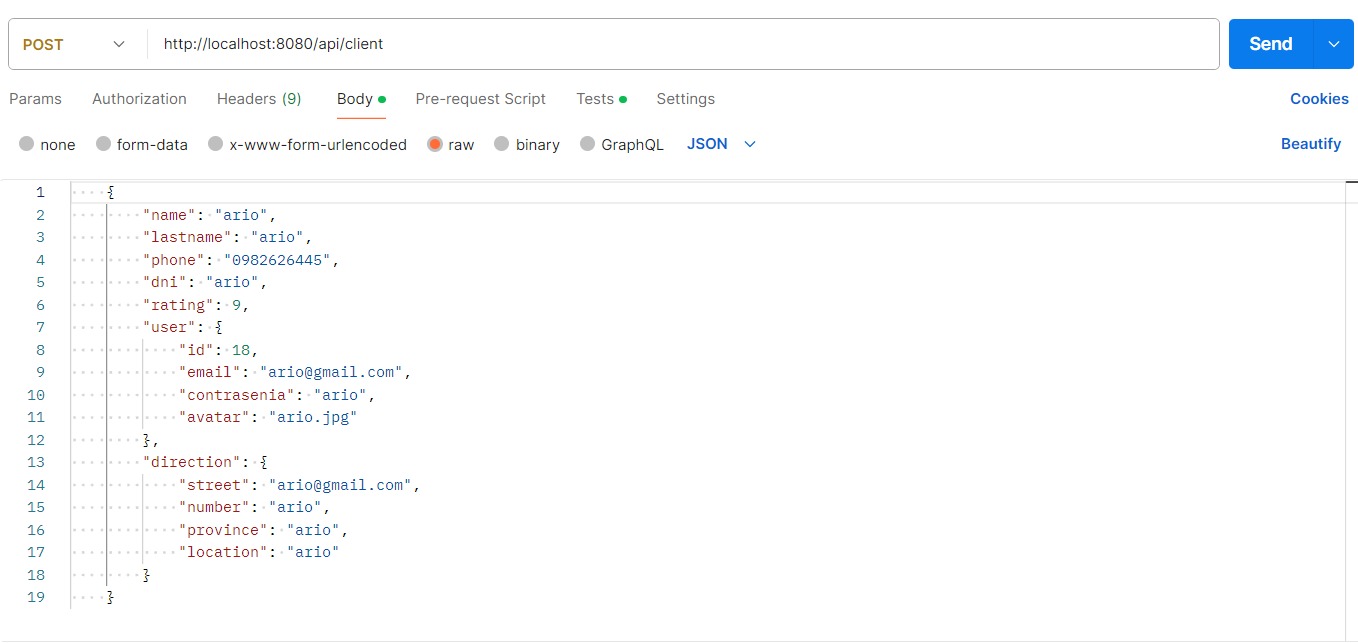 POST http://localhost:8080/api/client Send
Params Authorization Headers (9) Body Pre-request Script Tests Settings Cookies
none form-data x-www-form-urlencoded raw binary GraphQL JSON Beautify
1 {
2 "name": "ario",
3 "lastname": "ario",
4 "phone": "0982626445",
5 "dni": "ario",
6 "rating": 9,
7 "user": {
8 "id": 18,
9 "email": "ario@gmail.com",
10 "contrasenia": "ario",
11 "avatar": "ario.jpg"
12 },
13 "direction": {
14 "street": "ario@gmail.com",
15 "number": "ario",
16 "province": "ario",
17 "location": "ario"
18 }
19 }